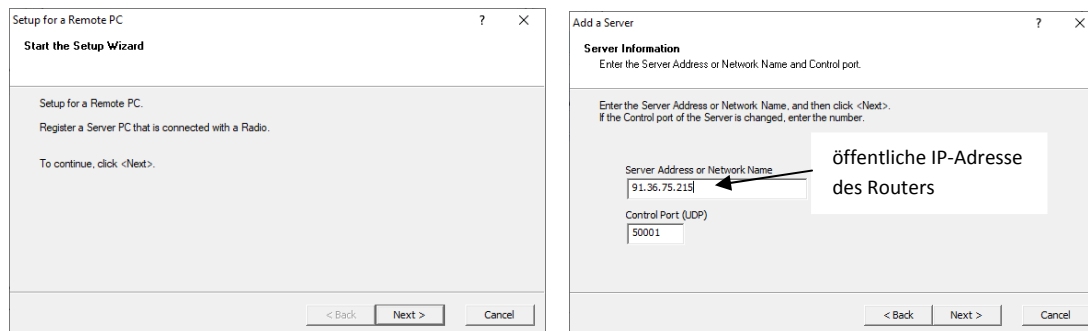 Setup for a Remote PC ? ×
Start the Setup Wizard
Setup for a Remote PC.
Register a Server PC that is connected with a Radio.
To continue, click <Next>.
< Back Next > Cancel
Add a Server ? ×
Server Information
Enter the Server Address or Network Name and Control port.
Enter the Server Address or Network Name, and then click <Next>.
If the Control port of the Server is changed, enter the number.
Server Address or Network Name
91.36.75.215
öffentliche IP-Adresse
des Routers
Control Port (UDP)
50001
< Back Next > Cancel